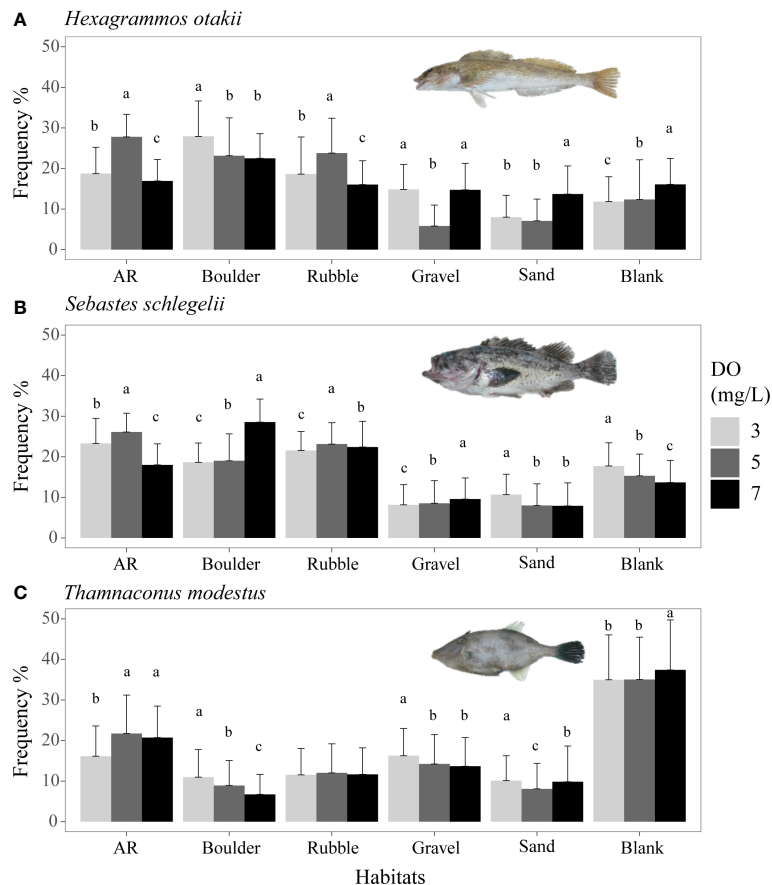 A Hexagrammos otakii
Frequency %
50
40
30
20
10
0
b a c
a b b
b a c
a b a
b b a
c b a
AR Boulder Rubble Gravel Sand Blank
B Sebastes schlegelii
Frequency %
50
40
30
20
10
0
b a c
c b a
c a b
c b a
a b b
a b c
AR Boulder Rubble Gravel Sand Blank
DO
(mg/L)
3
5
7
C Thamnaconus modestus
Frequency %
50
40
30
20
10
0
b a a
a b c
a b b
a c b
b b a
AR Boulder Rubble Gravel Sand Blank
Habitats